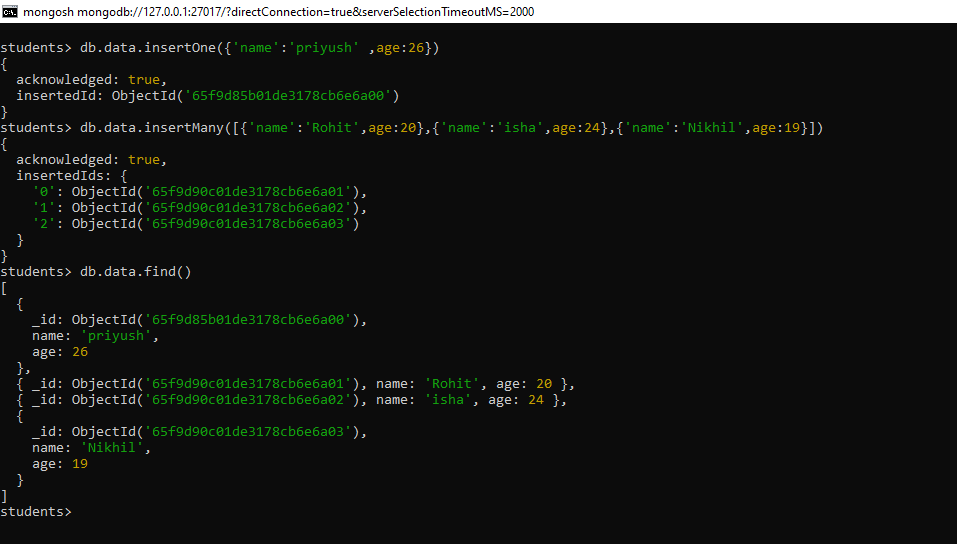 mongosh mongodb://127.0.0.1:27017/?directConnection=true&serverSelectionTimeoutMS=2000
students> db.data.insertOne({'name':'priyush' ,age:26})
{
  acknowledged: true,
  insertedId: ObjectId('65f9d85b01de3178cb6e6a00')
}
students> db.data.insertMany([{'name':'Rohit',age:20},{'name':'isha',age:24},{'name':'Nikhil',age:19}])
{
  acknowledged: true,
  insertedIds: {
    '0': ObjectId('65f9d90c01de3178cb6e6a01'),
    '1': ObjectId('65f9d90c01de3178cb6e6a02'),
    '2': ObjectId('65f9d90c01de3178cb6e6a03')
  }
}
students> db.data.find()
[
  {
    _id: ObjectId('65f9d85b01de3178cb6e6a00'),
    name: 'priyush',
    age: 26
  },
  { _id: ObjectId('65f9d90c01de3178cb6e6a01'), name: 'Rohit', age: 20 },
  { _id: ObjectId('65f9d90c01de3178cb6e6a02'), name: 'isha', age: 24 },
  {
    _id: ObjectId('65f9d90c01de3178cb6e6a03'),
    name: 'Nikhil',
    age: 19
  }
]
students>